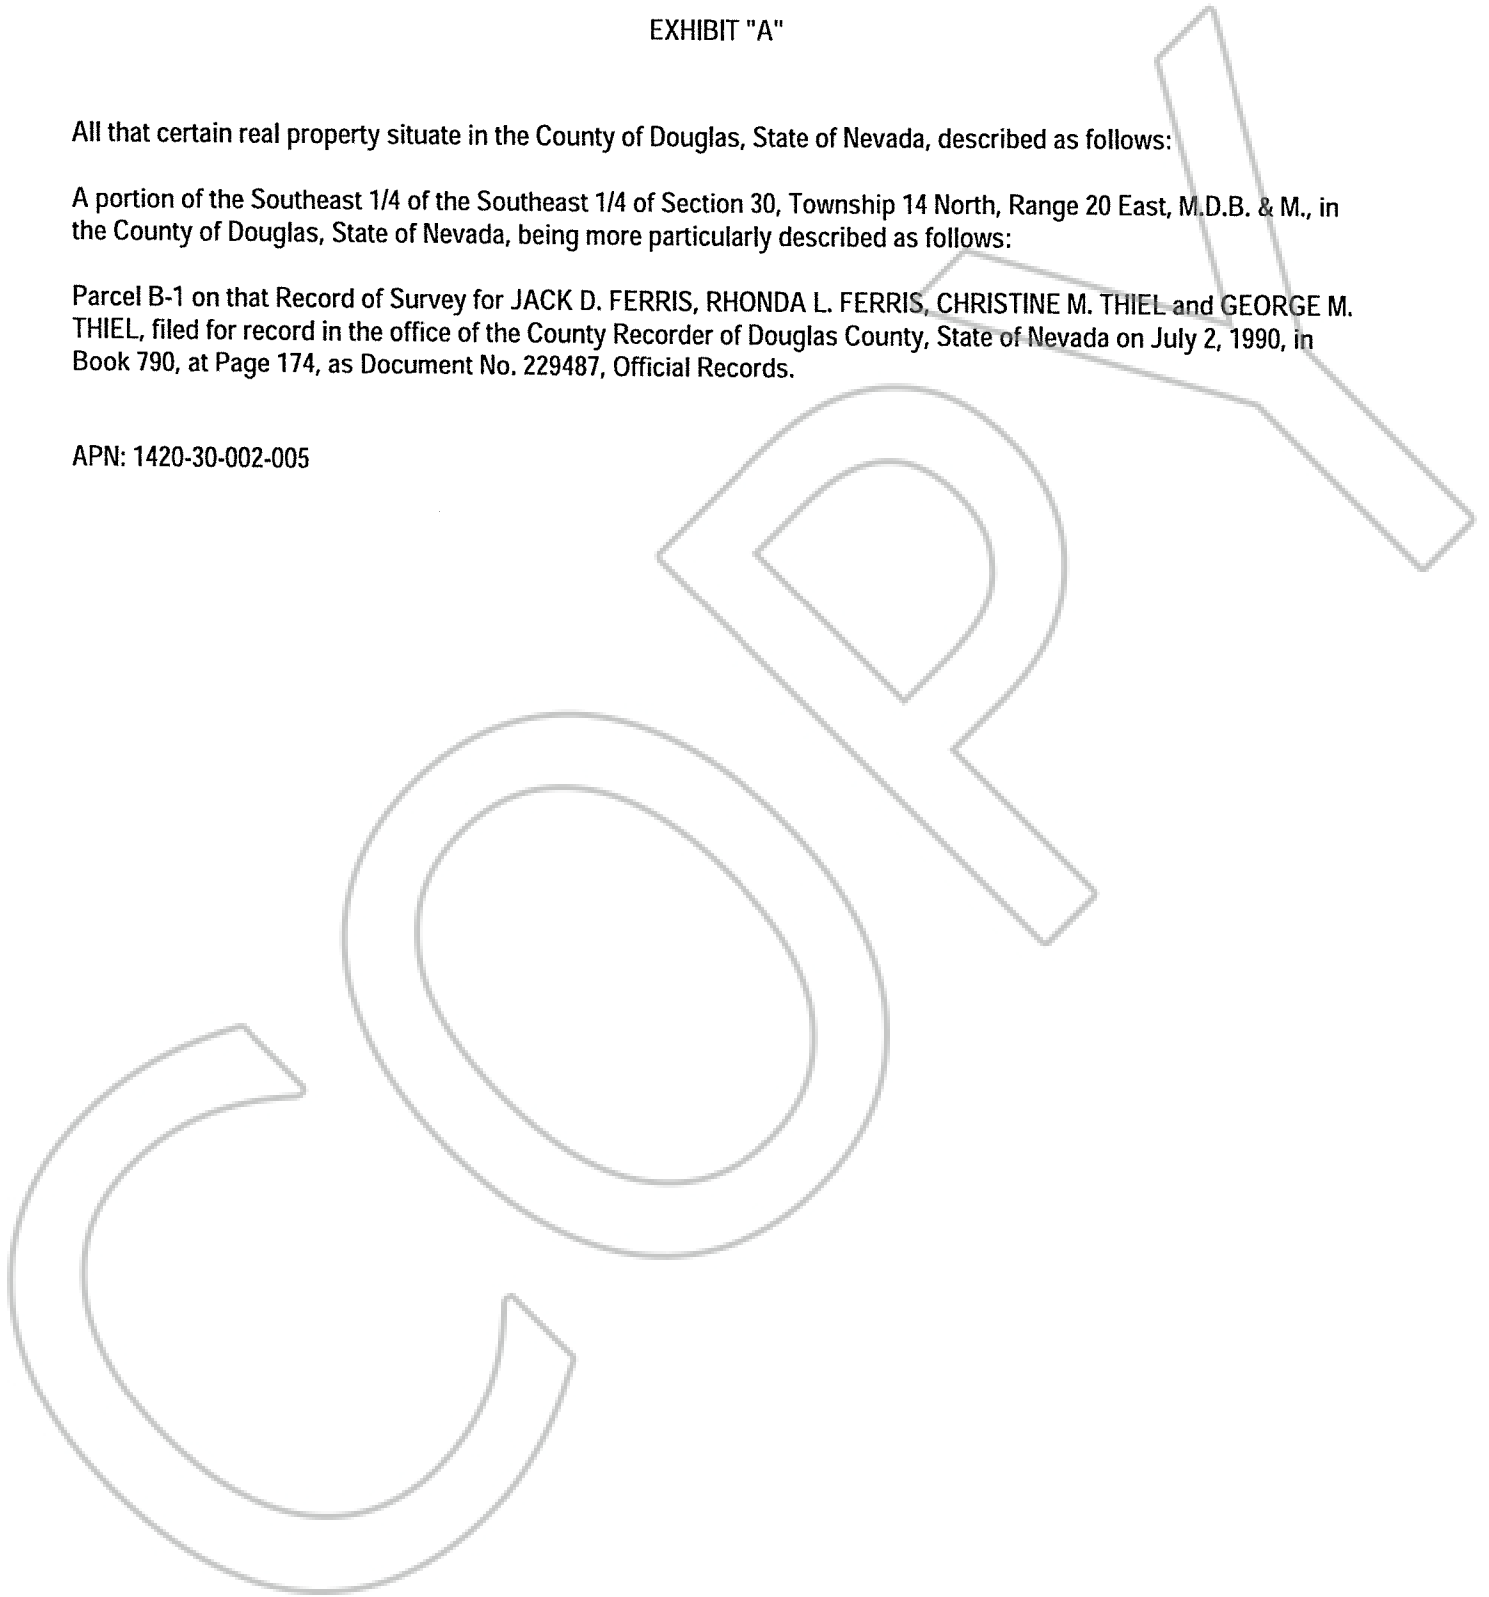 EXHIBIT "A"
All that certain real property situate in the County of Douglas, State of Nevada, described as follows:
A portion of the Southeast 1/4 of the Southeast 1/4 of Section 30, Township 14 North, Range 20 East, M.D.B. & M., in
the County of Douglas, State of Nevada, being more particularly described as follows:
Parcel B-1 on that Record of Survey for JACK D. FERRIS, RHONDA L. FERRIS, CHRISTINE M. THIEL and GEORGE M.
THIEL, filed for record in the office of the County Recorder of Douglas County, State of Nevada on July 2, 1990, in
Book 790, at Page 174, as Document No. 229487, Official Records.
APN: 1420-30-002-005
COPY